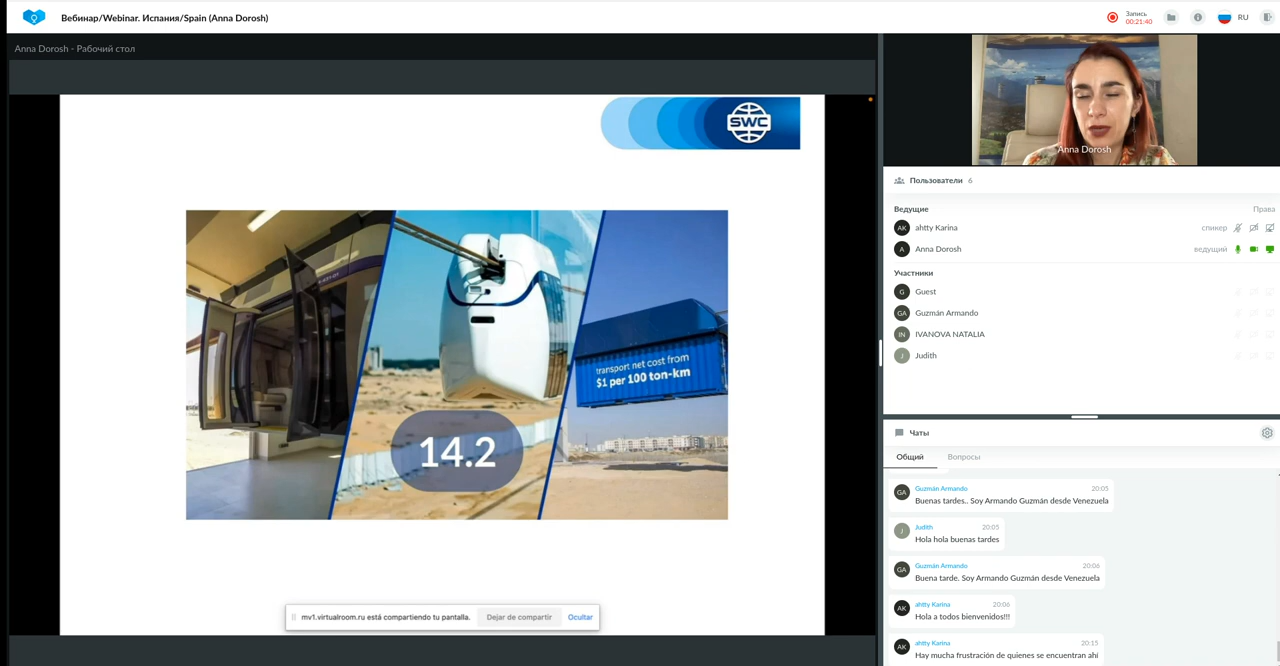 Вебинар/Webinar. Испания/Spain (Anna Dorosh)
Запись
00:21:40
RU
Anna Dorosh - Рабочий стол
SWC
transport net cost from
$1 per 100 ton-km
14.2
mv1.virtualroom.ru está compartiendo tu pantalla.
Dejar de compartir
Ocultar
Anna Dorosh
Пользователи 6
Ведущие
Права
AK ahtty Karina
спикер
A Anna Dorosh
ведущий
Участники
G Guest
GA Guzmán Armando
IN IVANOVA NATALIA
J Judith
Чаты
Общий
Вопросы
GA Guzmán Armando 20:05
Buenas tardes.. Soy Armando Guzmán desde Venezuela
J Judith 20:05
Hola hola buenas tardes
GA Guzmán Armando 20:06
Buena tarde. Soy Armando Guzmán desde Venezuela
AK ahtty Karina 20:06
Hola a todos bienvenidos!!!
AK ahtty Karina 20:15
Hay mucha frustración de quienes se encuentran ahí